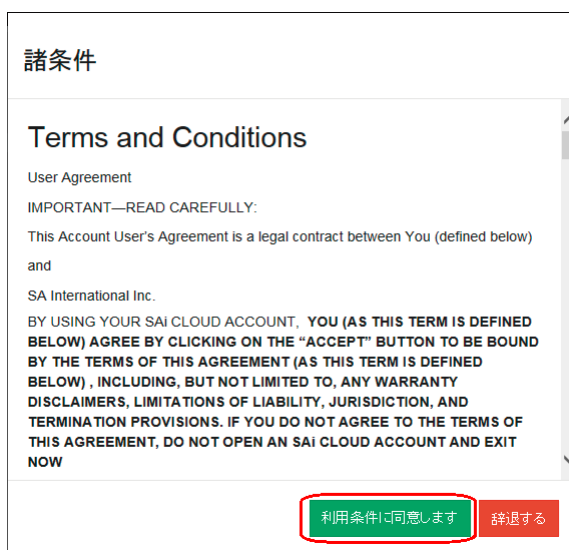 諸条件
Terms and Conditions
User Agreement
IMPORTANT—READ CAREFULLY:
This Account User's Agreement is a legal contract between You (defined below)
and
SA International Inc.
BY USING YOUR SAi CLOUD ACCOUNT, YOU (AS THIS TERM IS DEFINED
BELOW) AGREE BY CLICKING ON THE “ACCEPT” BUTTON TO BE BOUND
BY THE TERMS OF THIS AGREEMENT (AS THIS TERM IS DEFINED
BELOW) , INCLUDING, BUT NOT LIMITED TO, ANY WARRANTY
DISCLAIMERS, LIMITATIONS OF LIABILITY, JURISDICTION, AND
TERMINATION PROVISIONS. IF YOU DO NOT AGREE TO THE TERMS OF
THIS AGREEMENT, DO NOT OPEN AN SAi CLOUD ACCOUNT AND EXIT
NOW
利用条件に同意します 辞退する